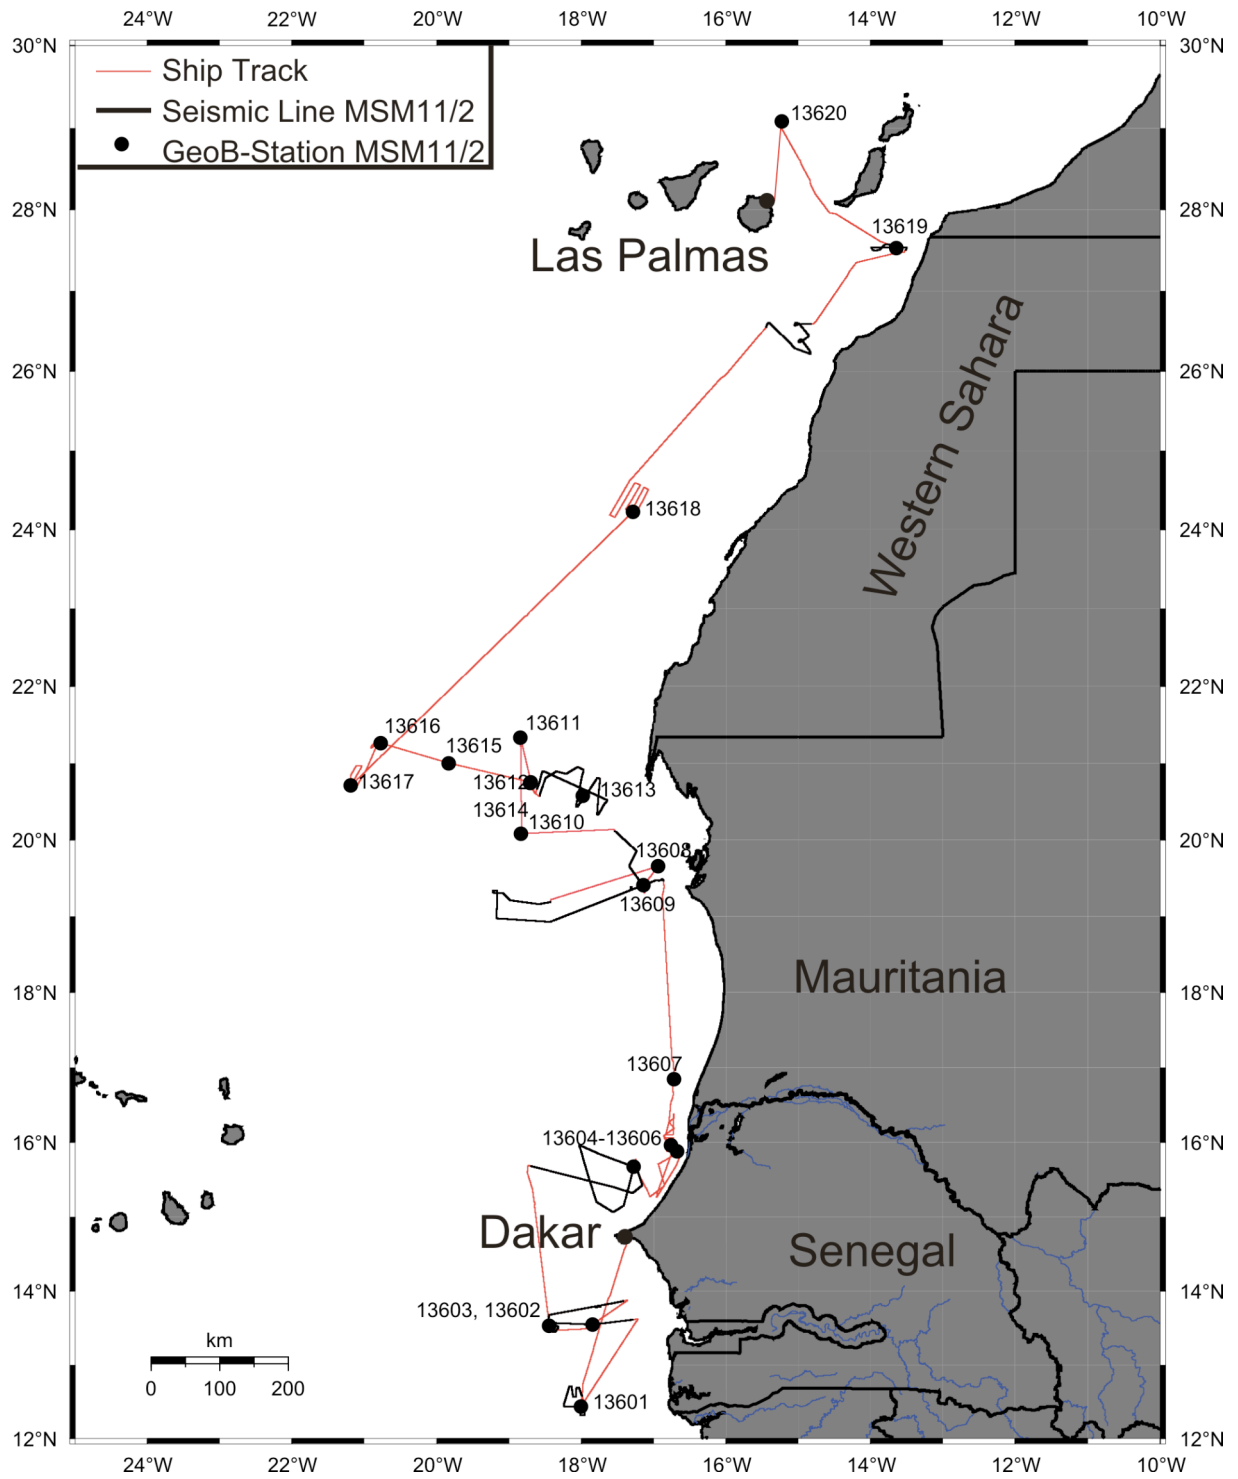 24°W 22°W 20°W 18°W 16°W 14°W 12°W 10°W
30°N 30°N
Ship Track
Seismic Line MSM11/2
GeoB-Station MSM11/2
13620
28°N 28°N
13619
Las Palmas
26°N 26°N
Western Sahara
24°N 24°N
13618
22°N 22°N
13616
13611
13615
13617
13612
13613
13614
13610
20°N 20°N
13608
13609
18°N 18°N
Mauritania
13607
16°N 16°N
13604-13606
Dakar
Senegal
14°N 14°N
13603, 13602
km
0 100 200
13601
12°N 12°N
24°W 22°W 20°W 18°W 16°W 14°W 12°W 10°W